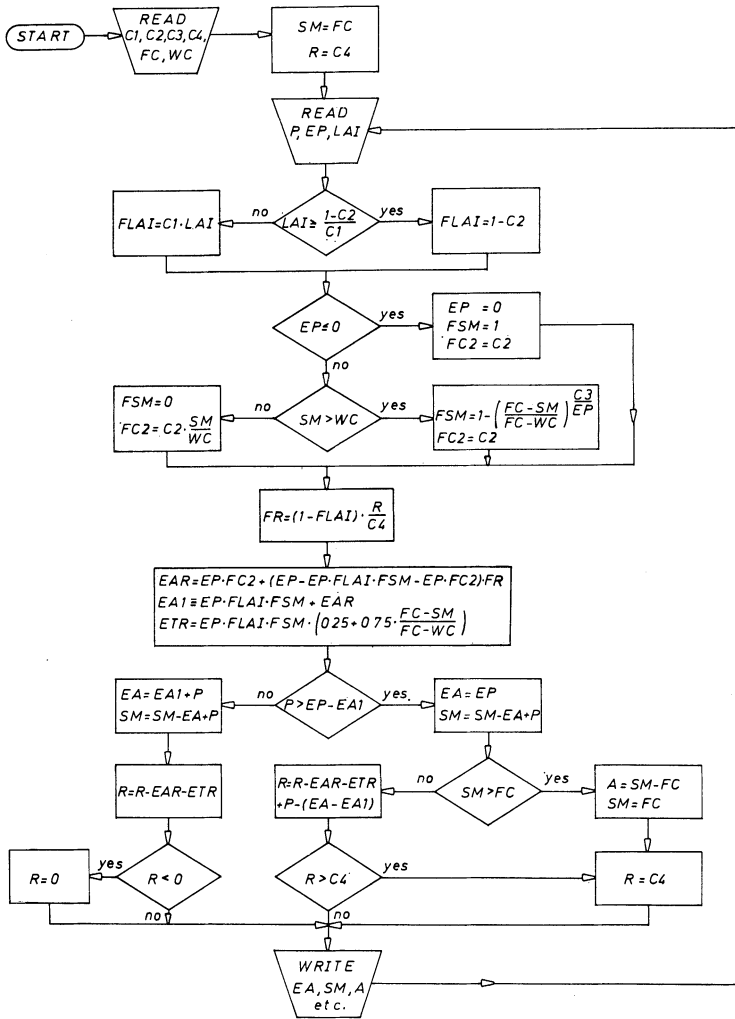 START
READ
C1, C2, C3, C4,
FC, WC
SM=FC
R=C4
READ
P, EP, LAI
FLAI=C1·LAI
no
LAI≥ (1-C2)/C1
yes
FLAI=1-C2
EP≤0
yes
EP = 0
FSM=1
FC2=C2
no
FSM=0
FC2=C2·SM/WC
no
SM>WC
yes
FSM=1-((FC-SM)/(FC-WC))^(C3/EP)
FC2=C2
FR=(1-FLAI)·R/C4
EAR=EP·FC2+(EP-EP·FLAI·FSM-EP·FC2)·FR
EA1≡EP·FLAI·FSM+EAR
ETR=EP·FLAI·FSM·(025+075·(FC-SM)/(FC-WC))
EA=EA1+P
SM=SM-EA+P
no
P>EP-EA1
yes.
EA=EP
SM=SM-EA+P
R=R-EAR-ETR
R=R-EAR-ETR
+P-(EA-EA1)
no
SM>FC
yes
A=SM-FC
SM=FC
R=0
yes
R<0
no
R>C4
yes
no
R=C4
WRITE
EA, SM, A
etc.